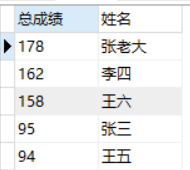 总成绩 姓名
178 张老大
162 李四
158 王六
95 张三
94 王五